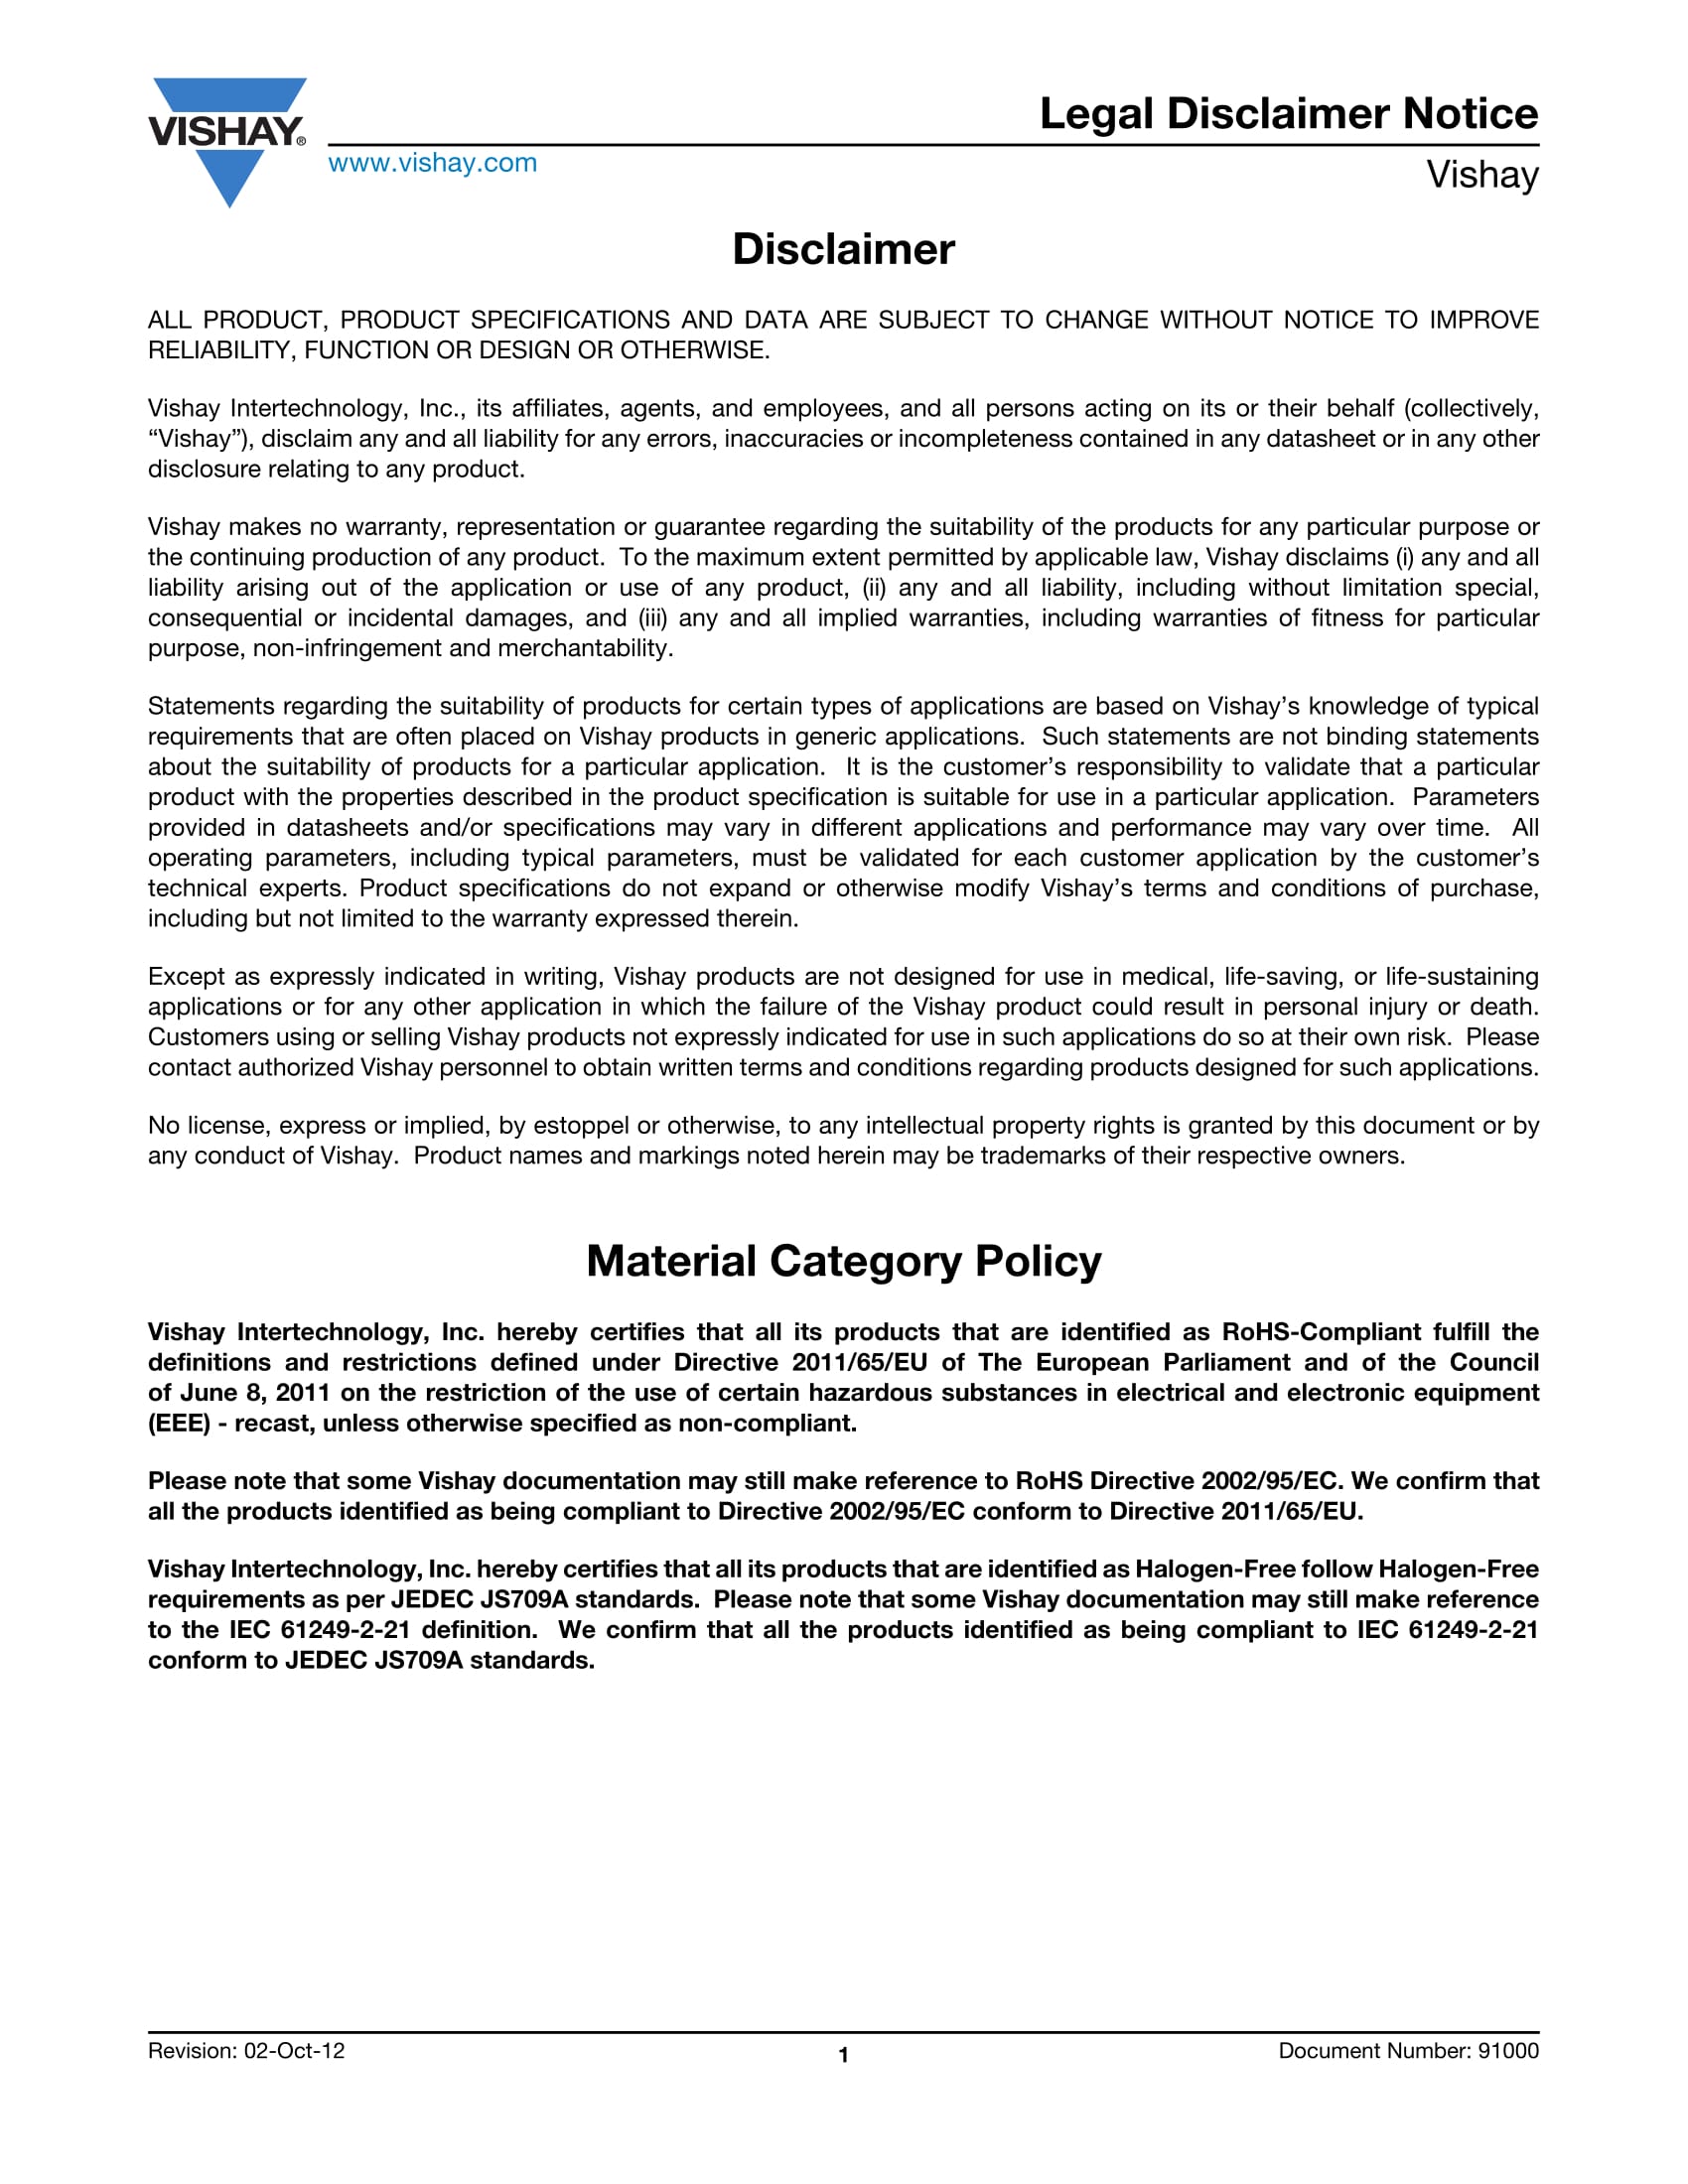 VISHAY®
Legal Disclaimer Notice
www.vishay.com
Vishay
Disclaimer
ALL PRODUCT, PRODUCT SPECIFICATIONS AND DATA ARE SUBJECT TO CHANGE WITHOUT NOTICE TO IMPROVE
RELIABILITY, FUNCTION OR DESIGN OR OTHERWISE.
Vishay Intertechnology, Inc., its affiliates, agents, and employees, and all persons acting on its or their behalf (collectively,
“Vishay”), disclaim any and all liability for any errors, inaccuracies or incompleteness contained in any datasheet or in any other
disclosure relating to any product.
Vishay makes no warranty, representation or guarantee regarding the suitability of the products for any particular purpose or
the continuing production of any product.  To the maximum extent permitted by applicable law, Vishay disclaims (i) any and all
liability arising out of the application or use of any product, (ii) any and all liability, including without limitation special,
consequential or incidental damages, and (iii) any and all implied warranties, including warranties of fitness for particular
purpose, non-infringement and merchantability.
Statements regarding the suitability of products for certain types of applications are based on Vishay’s knowledge of typical
requirements that are often placed on Vishay products in generic applications.  Such statements are not binding statements
about the suitability of products for a particular application.  It is the customer’s responsibility to validate that a particular
product with the properties described in the product specification is suitable for use in a particular application.  Parameters
provided in datasheets and/or specifications may vary in different applications and performance may vary over time.  All
operating parameters, including typical parameters, must be validated for each customer application by the customer’s
technical experts. Product specifications do not expand or otherwise modify Vishay’s terms and conditions of purchase,
including but not limited to the warranty expressed therein.
Except as expressly indicated in writing, Vishay products are not designed for use in medical, life-saving, or life-sustaining
applications or for any other application in which the failure of the Vishay product could result in personal injury or death.
Customers using or selling Vishay products not expressly indicated for use in such applications do so at their own risk.  Please
contact authorized Vishay personnel to obtain written terms and conditions regarding products designed for such applications.
No license, express or implied, by estoppel or otherwise, to any intellectual property rights is granted by this document or by
any conduct of Vishay.  Product names and markings noted herein may be trademarks of their respective owners.
Material Category Policy
Vishay Intertechnology, Inc. hereby certifies that all its products that are identified as RoHS-Compliant fulfill the
definitions and restrictions defined under Directive 2011/65/EU of The European Parliament and of the Council
of June 8, 2011 on the restriction of the use of certain hazardous substances in electrical and electronic equipment
(EEE) - recast, unless otherwise specified as non-compliant.
Please note that some Vishay documentation may still make reference to RoHS Directive 2002/95/EC. We confirm that
all the products identified as being compliant to Directive 2002/95/EC conform to Directive 2011/65/EU.
Vishay Intertechnology, Inc. hereby certifies that all its products that are identified as Halogen-Free follow Halogen-Free
requirements as per JEDEC JS709A standards.  Please note that some Vishay documentation may still make reference
to the IEC 61249-2-21 definition.  We confirm that all the products identified as being compliant to IEC 61249-2-21
conform to JEDEC JS709A standards.
Revision: 02-Oct-12
1
Document Number: 91000